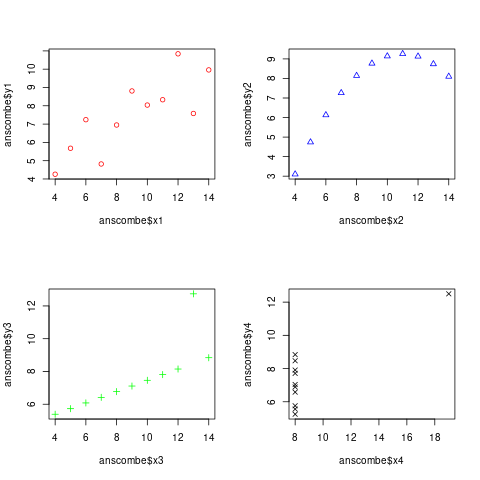 anscombe$y1
4 5 6 7 8 9 10
4 6 8 10 12 14
anscombe$x1
anscombe$y2
3 4 5 6 7 8 9
4 6 8 10 12 14
anscombe$x2
anscombe$y3
6 8 10 12
4 6 8 10 12 14
anscombe$x3
anscombe$y4
6 8 10 12
8 10 12 14 16 18
anscombe$x4